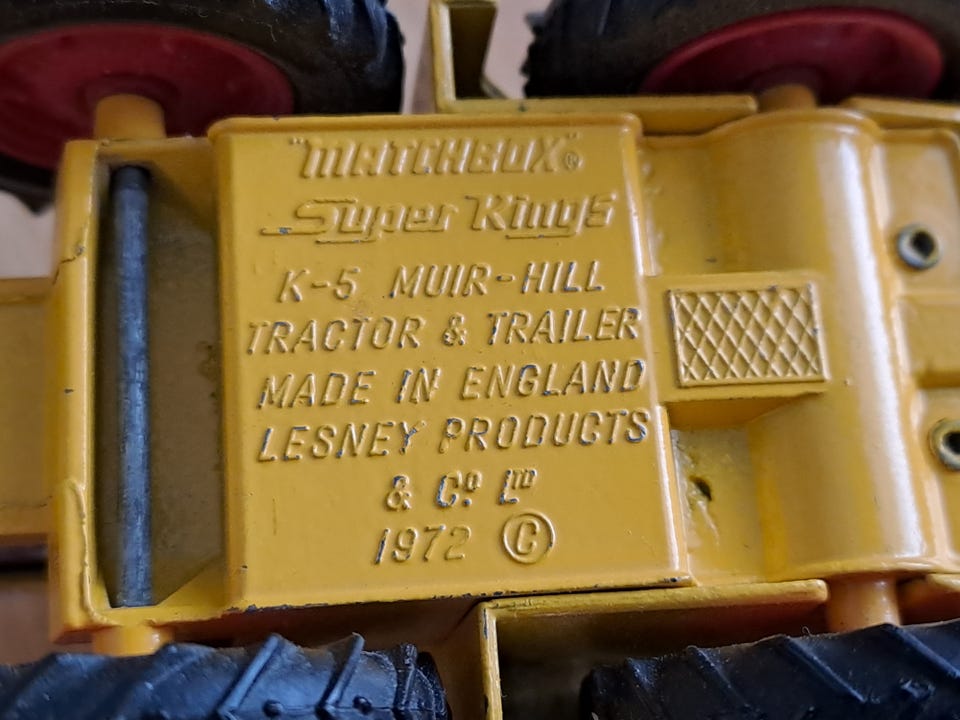 "MATCHBOX"®
Super Kings
K-5 MUIR-HILL
TRACTOR & TRAILER
MADE IN ENGLAND
LESNEY PRODUCTS
& Cº LTD
1972 ©